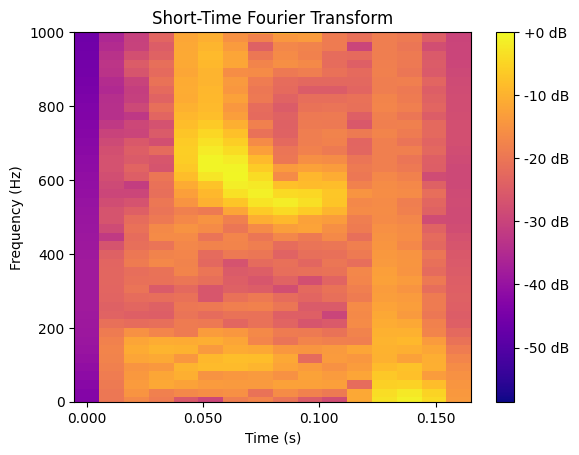 Short-Time Fourier Transform
1000
800
600
400
200
0
Frequency (Hz)
0.000
0.050
0.100
0.150
Time (s)
+0 dB
-10 dB
-20 dB
-30 dB
-40 dB
-50 dB